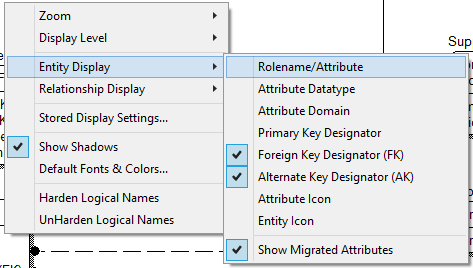 Zoom
Display Level
Entity Display
Relationship Display
Stored Display Settings...
Show Shadows
Default Fonts & Colors...
Harden Logical Names
UnHarden Logical Names
Rolename/Attribute
Attribute Datatype
Attribute Domain
Primary Key Designator
Foreign Key Designator (FK)
Alternate Key Designator (AK)
Attribute Icon
Entity Icon
Show Migrated Attributes
Sup